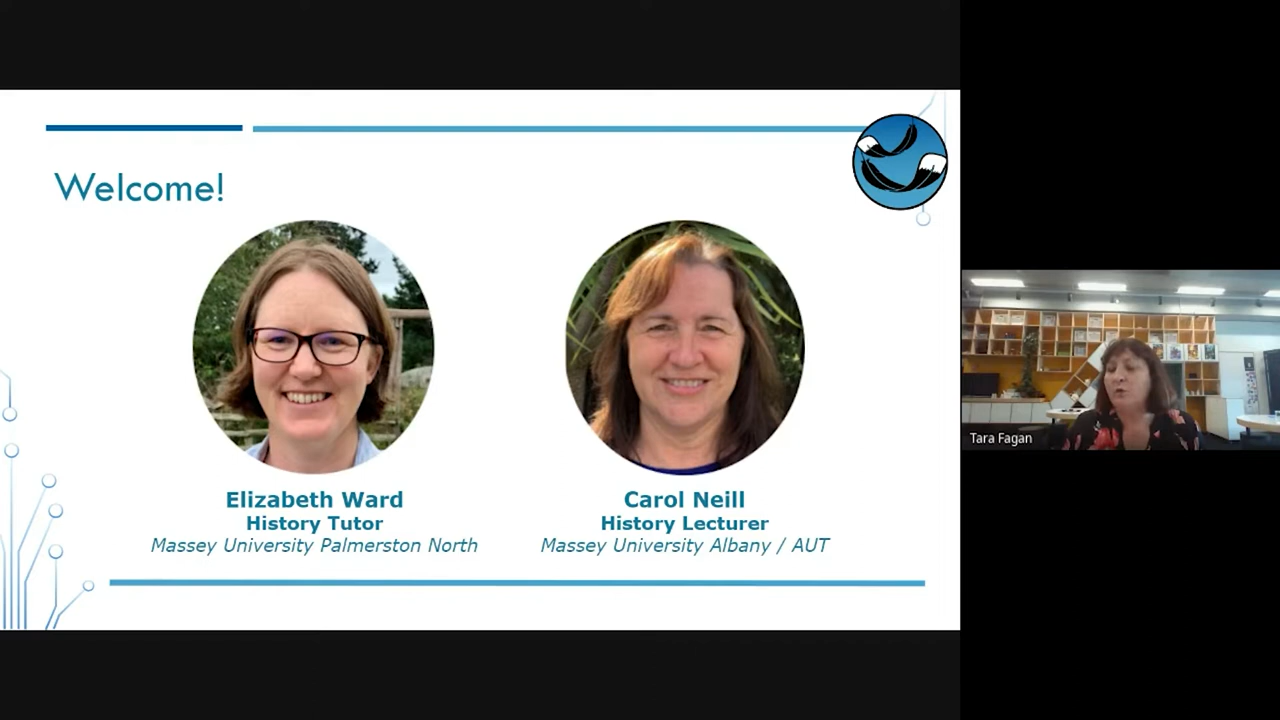 Welcome!
Elizabeth Ward
History Tutor
Massey University Palmerston North
Carol Neill
History Lecturer
Massey University Albany / AUT
Tara Fagan